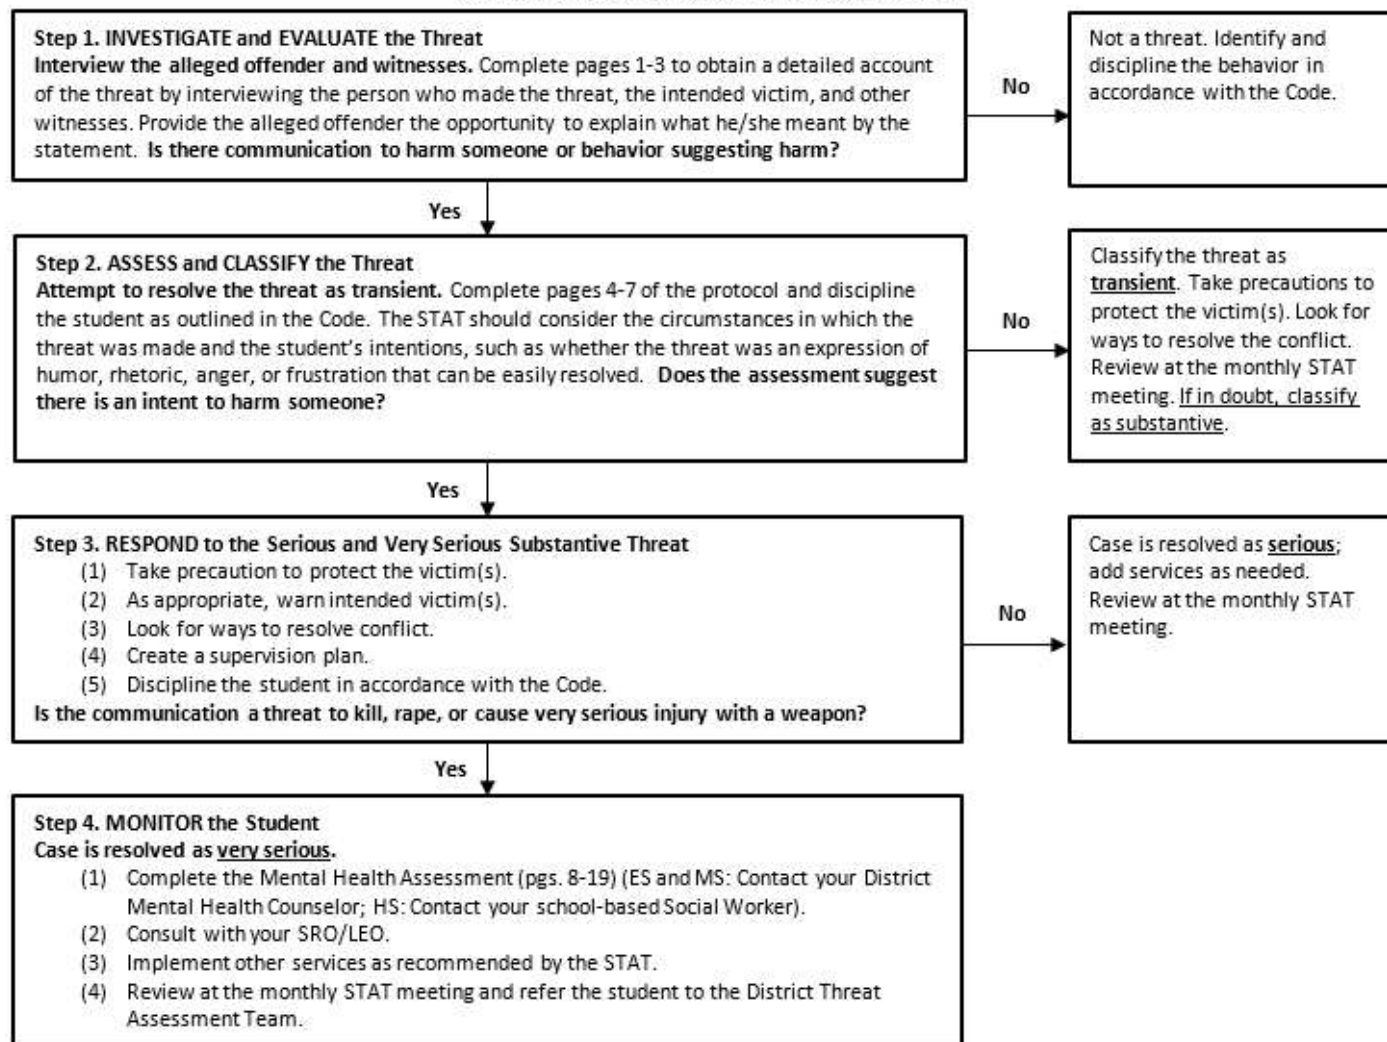 Step 1. INVESTIGATE and EVALUATE the Threat
Interview the alleged offender and witnesses. Complete pages 1-3 to obtain a detailed account
of the threat by interviewing the person who made the threat, the intended victim, and other
witnesses. Provide the alleged offender the opportunity to explain what he/she meant by the
statement. Is there communication to harm someone or behavior suggesting harm?
No
Not a threat. Identify and
discipline the behavior in
accordance with the Code.
Yes
Step 2. ASSESS and CLASSIFY the Threat
Attempt to resolve the threat as transient. Complete pages 4-7 of the protocol and discipline
the student as outlined in the Code. The STAT should consider the circumstances in which the
threat was made and the student's intentions, such as whether the threat was an expression of
humor, rhetoric, anger, or frustration that can be easily resolved. Does the assessment suggest
there is an intent to harm someone?
No
Classify the threat as
transient. Take precautions to
protect the victim(s). Look for
ways to resolve the conflict.
Review at the monthly STAT
meeting. If in doubt, classify
as substantive.
Yes
Step 3. RESPOND to the Serious and Very Serious Substantive Threat
(1) Take precaution to protect the victim(s).
(2) As appropriate, warn intended victim(s).
(3) Look for ways to resolve conflict.
(4) Create a supervision plan.
(5) Discipline the student in accordance with the Code.
Is the communication a threat to kill, rape, or cause very serious injury with a weapon?
No
Case is resolved as serious;
add services as needed.
Review at the monthly STAT
meeting.
Yes
Step 4. MONITOR the Student
Case is resolved as very serious.
(1) Complete the Mental Health Assessment (pgs. 8-19) (ES and MS: Contact your District
Mental Health Counselor; HS: Contact your school-based Social Worker).
(2) Consult with your SRO/LEO.
(3) Implement other services as recommended by the STAT.
(4) Review at the monthly STAT meeting and refer the student to the District Threat
Assessment Team.